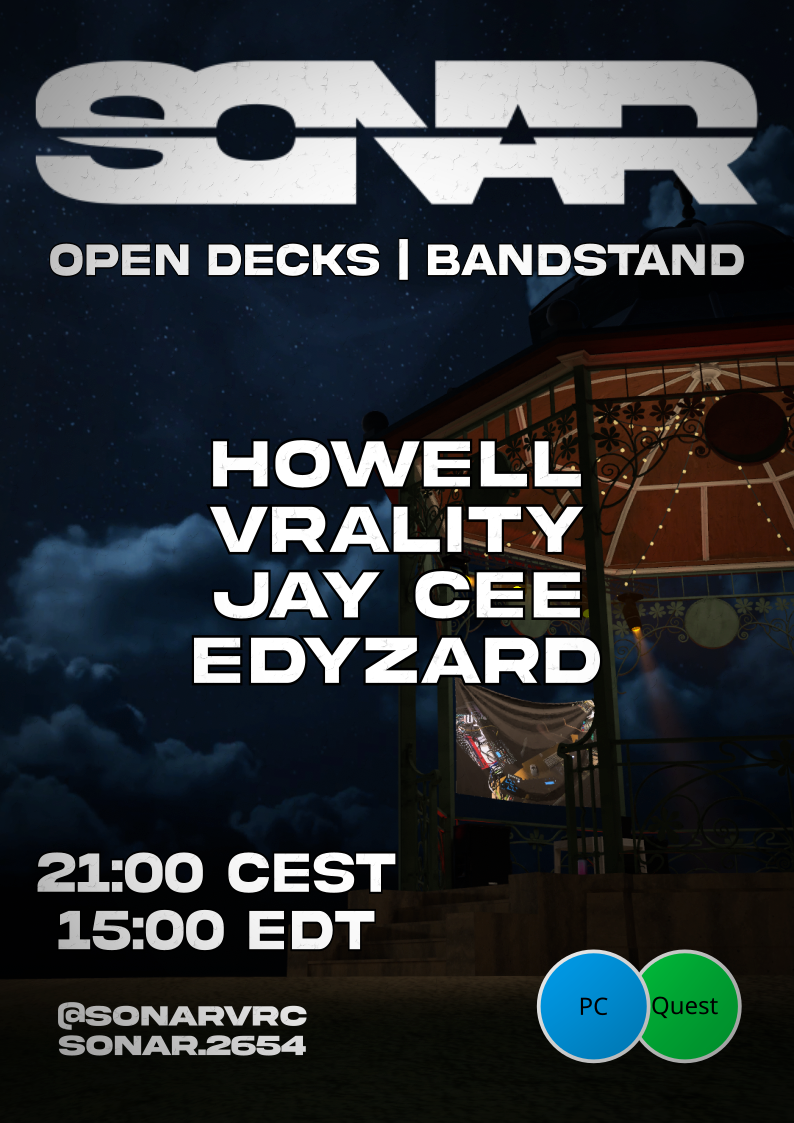 SONAR
OPEN DECKS | BANDSTAND
HOWELL
VRALITY
JAY CEE
EDYZARD
21:00 CEST
15:00 EDT
@SONARVRC
SONAR.2654
PC
Quest